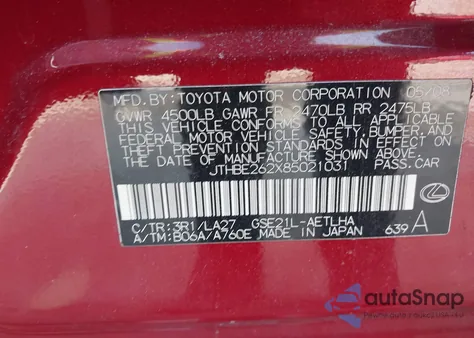 MFD. BY: TOYOTA MOTOR CORPORATION 05/08
GVWR 4500LB GAWR FR 2470LB RR 2475LB
THIS VEHICLE CONFORMS TO ALL APPLICABLE
FEDERAL MOTOR VEHICLE SAFETY, BUMPER, AND
THEFT PREVENTION STANDARDS IN EFFECT ON
THE DATE OF MANUFACTURE SHOWN ABOVE.
JTHBE262X85021031 PASS.CAR
C/TR: 3R1/LA27 GSE21L-AETLHA
A/TM: B06A/A760E MADE IN JAPAN 639 A
autoSnap